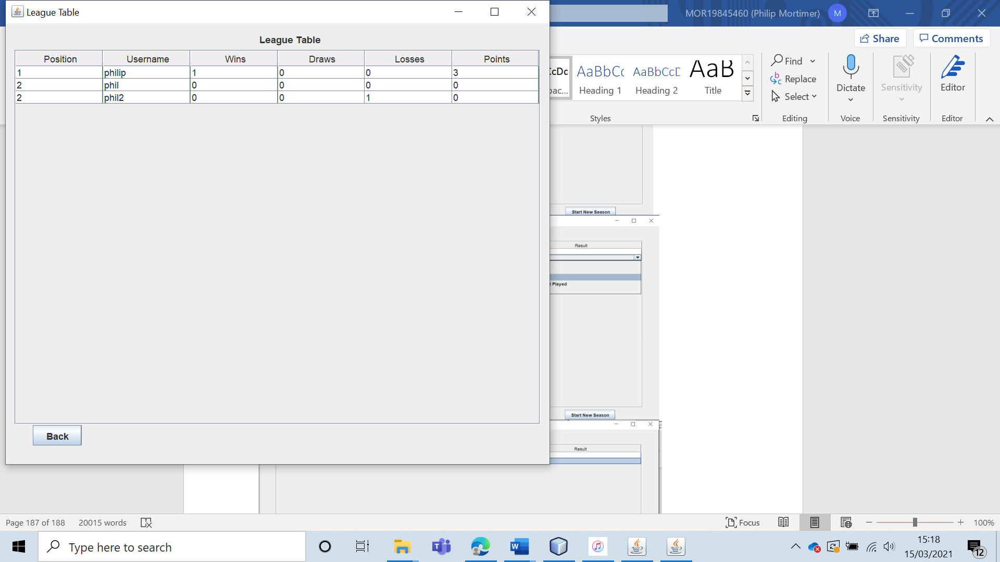 League Table
MOR19845460 (Philip Mortimer) M
Share Comments
League Table
Position Username Wins Draws Losses Points
1 philip 1 0 0 3
2 phil 0 0 0 0
2 phil2 0 0 1 0
AaBbCc AaBbCcD AaB
Heading 1 Heading 2 Title
Find
Replace
Select
Dictate
Sensitivity
Editor
Styles Editing Voice Sensitivity Editor
Start New Season
Result
Played
Start New Season
Result
Back
Page 187 of 188 20015 words
Focus 100%
Type here to search
15:18
15/03/2021
12